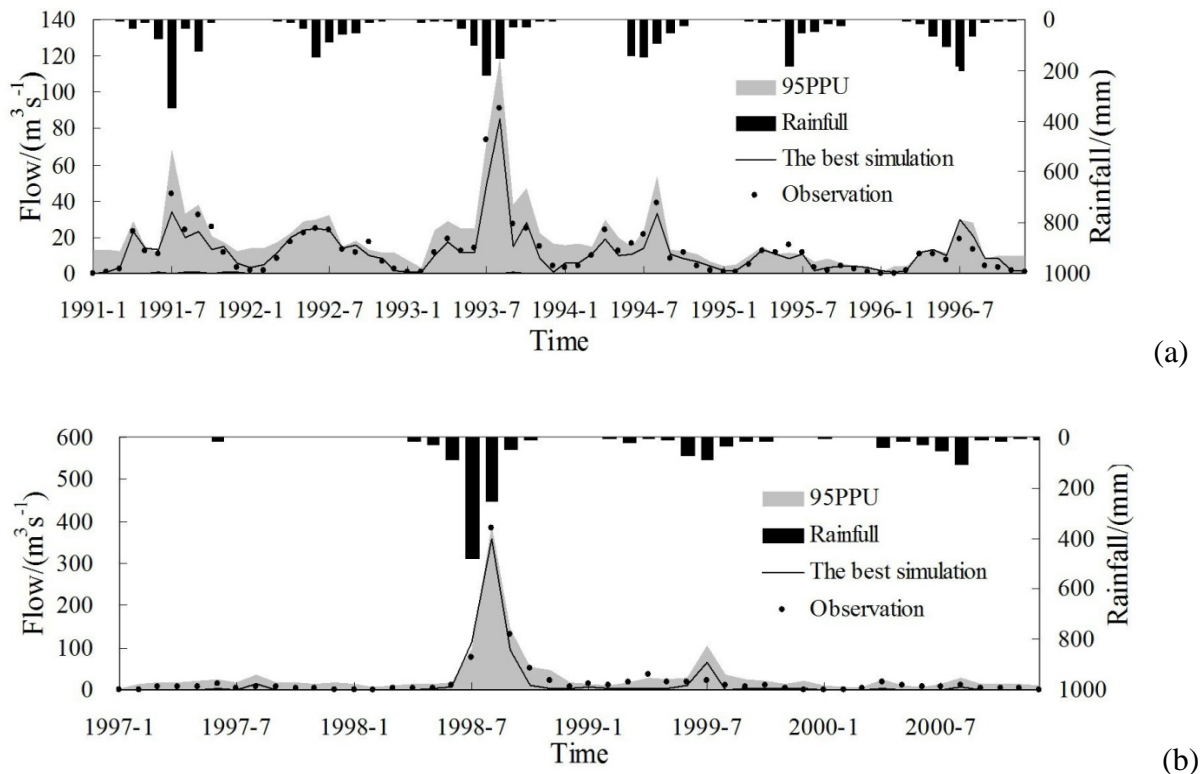 140
120
100
80
60
40
20
0
Flow/(m³s⁻¹)
0
200
400
600
800
1000
Rainfall/(mm)
95PPU
Rainfull
The best simulation
Observation
1991-1 1991-7 1992-1 1992-7 1993-1 1993-7 1994-1 1994-7 1995-1 1995-7 1996-1 1996-7
Time
(a)
600
500
400
300
200
100
0
Flow/(m³s⁻¹)
0
200
400
600
800
1000
Rainfall/(mm)
95PPU
Rainfull
The best simulation
Observation
1997-1 1997-7 1998-1 1998-7 1999-1 1999-7 2000-1 2000-7
Time
(b)